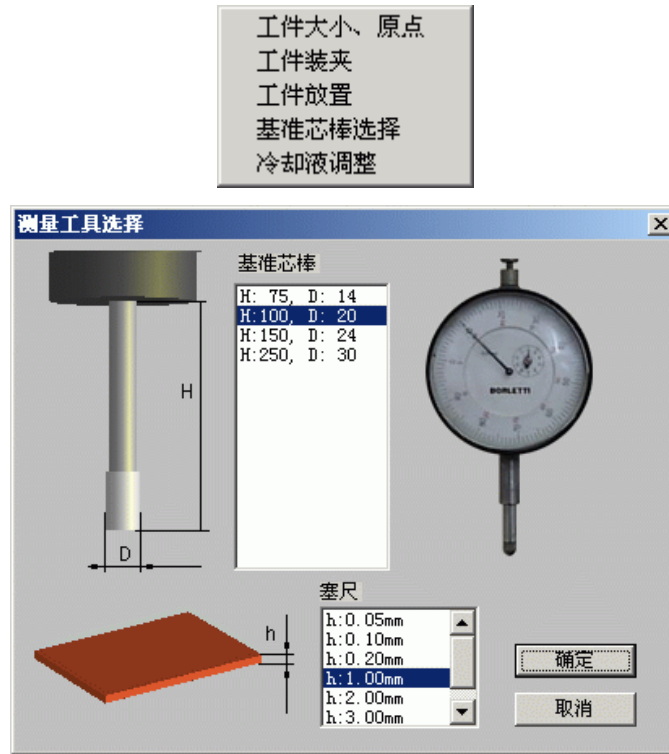 工件大小、原点
工件装夹
工件放置
基准芯棒选择
冷却液调整
测量工具选择
基准芯棒
H: 75, D: 14
H:100, D: 20
H:150, D: 24
H:250, D: 30
H
D
BORLETTI
塞尺
h:0.05mm
h:0.10mm
h:0.20mm
h:1.00mm
h:2.00mm
h:3.00mm
h
确定
取消